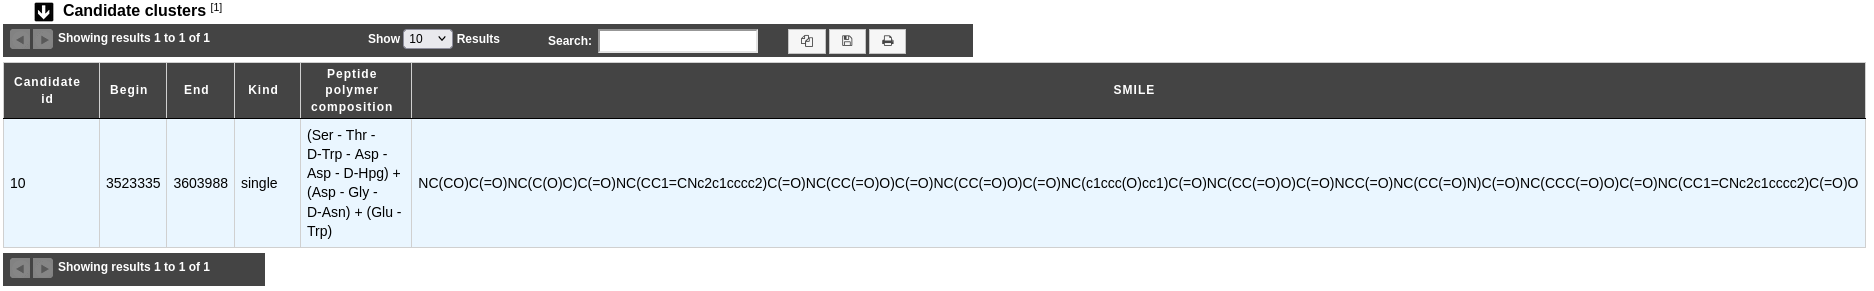 Candidate clusters [1]
Showing results 1 to 1 of 1 Show 10 Results Search:
Candidate id Begin End Kind Peptide polymer composition SMILE
10 3523335 3603988 single (Ser - Thr - D-Trp - Asp - Asp - D-Hpg) + (Asp - Gly - D-Asn) + (Glu - Trp) NC(CO)C(=O)NC(C(O)C)C(=O)NC(CC1=CNc2c1cccc2)C(=O)NC(CC(=O)O)C(=O)NC(CC(=O)O)C(=O)NC(c1ccc(O)cc1)C(=O)NC(CC(=O)O)C(=O)NCC(=O)NC(CC(=O)N)C(=O)NC(CCC(=O)O)C(=O)NC(CC1=CNc2c1cccc2)C(=O)O
Showing results 1 to 1 of 1